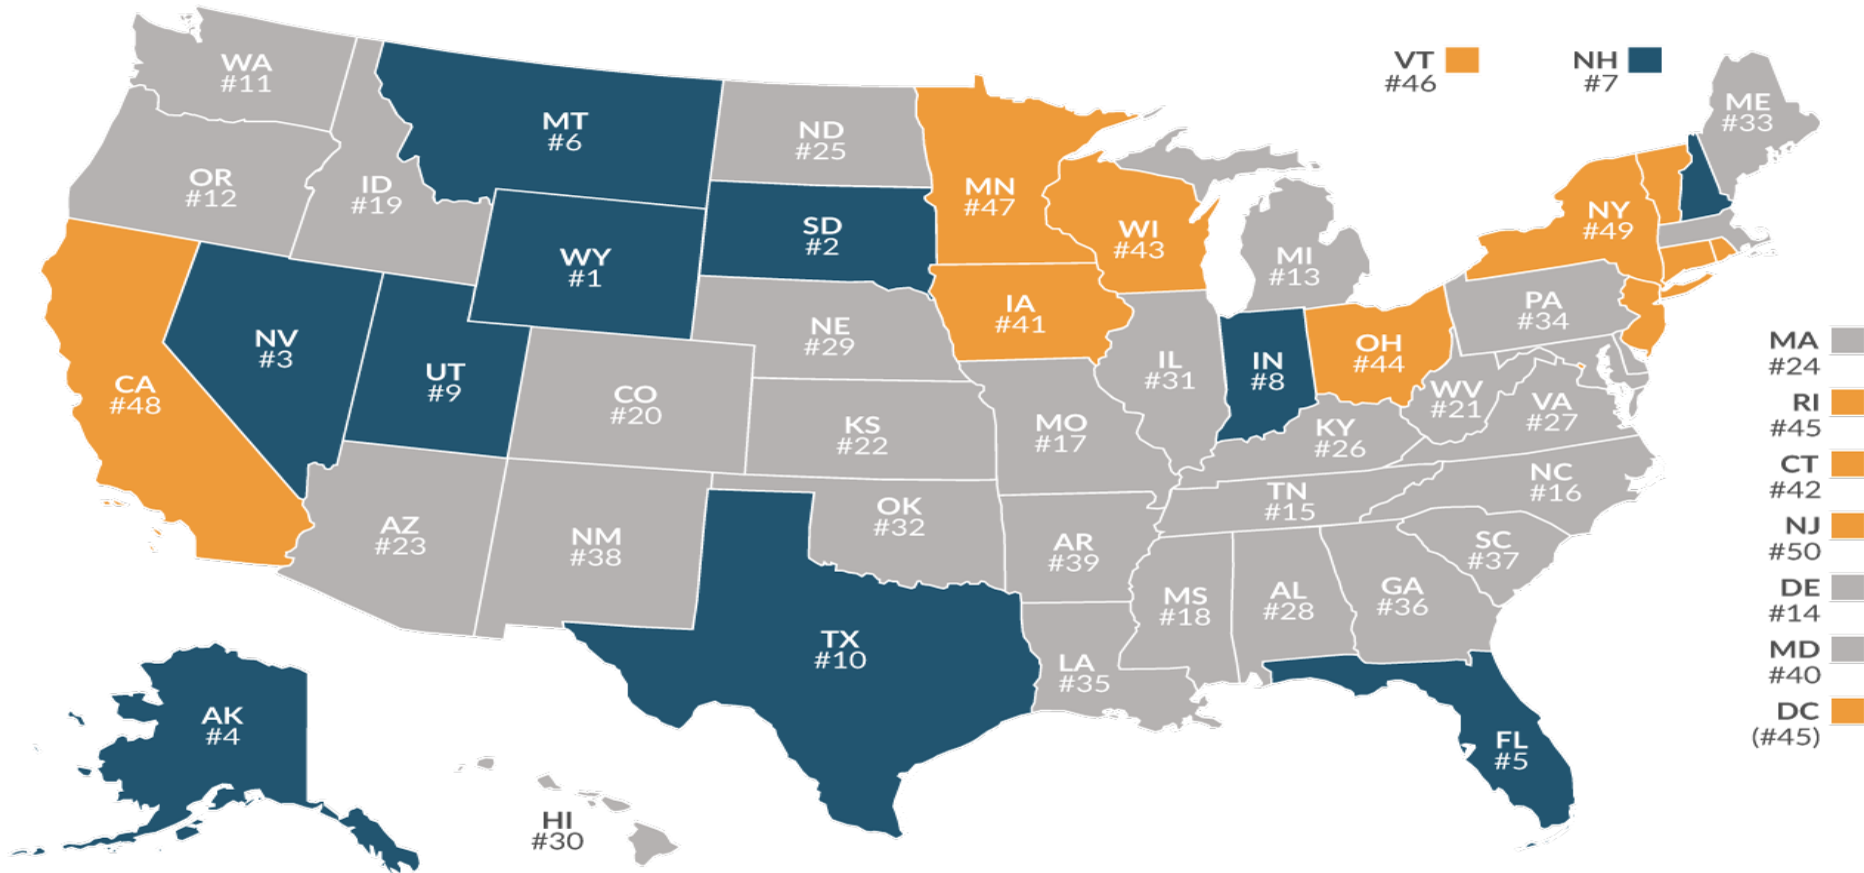 WA
#11
OR
#12
CA
#48
ID
#19
NV
#3
MT
#6
WY
#1
UT
#9
AZ
#23
CO
#20
NM
#38
ND
#25
SD
#2
NE
#29
KS
#22
OK
#32
TX
#10
MN
#47
IA
#41
MO
#17
AR
#39
LA
#35
WI
#43
IL
#31
MI
#13
IN
#8
OH
#44
KY
#26
TN
#15
MS
#18
AL
#28
GA
#36
FL
#5
SC
#37
NC
#16
VA
#27
WV
#21
PA
#34
NY
#49
VT
#46
NH
#7
ME
#33
MA
#24
RI
#45
CT
#42
NJ
#50
DE
#14
MD
#40
DC
(#45)
AK
#4
HI
#30